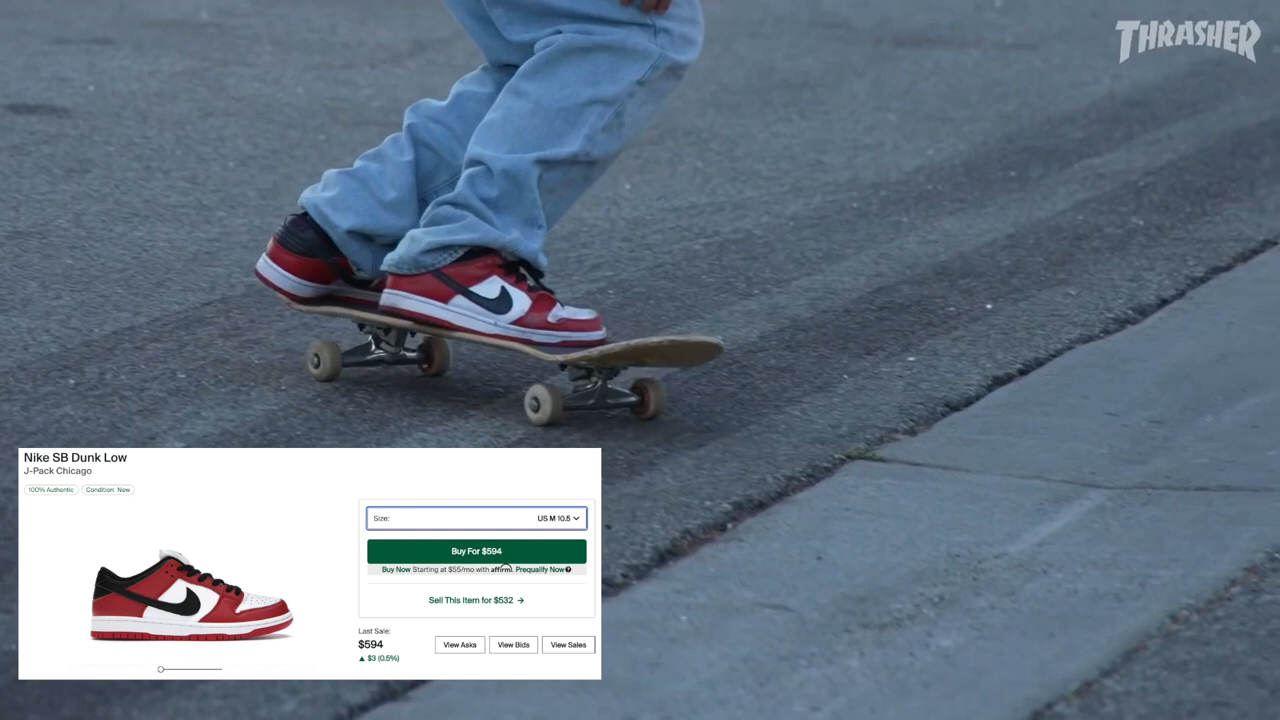 THRASHER
Nike SB Dunk Low
J-Pack Chicago
100% Authentic
Condition: New
Size:
US M 10.5
Buy For $594
Buy Now Starting at $55/mo with affirm. Prequalify Now
Sell This Item for $532 →
Last Sale:
$594
▲ $3 (0.5%)
View Asks
View Bids
View Sales